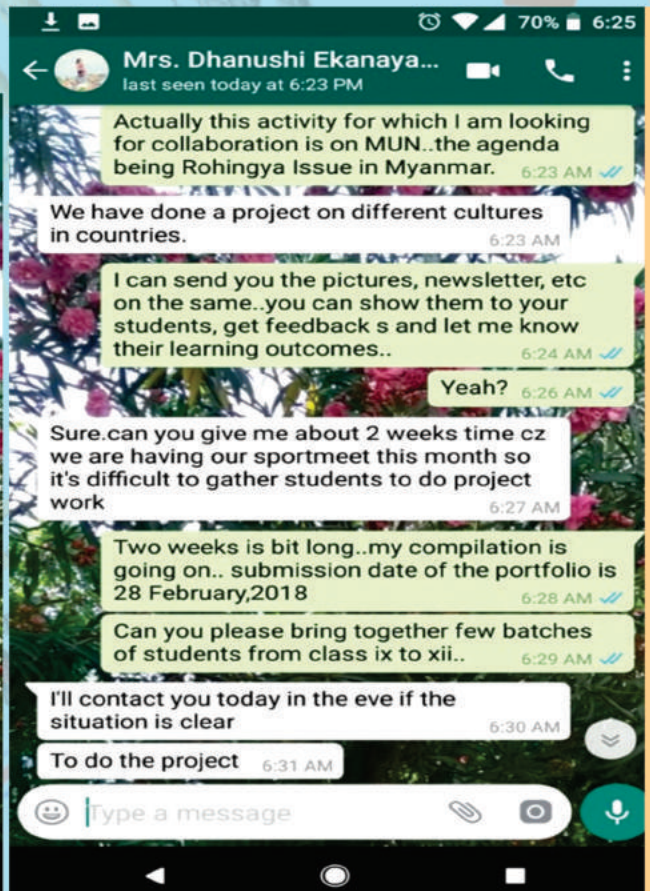 70% 6:25
Mrs. Dhanushi Ekanaya...
last seen today at 6:23 PM
Actually this activity for which I am looking
for collaboration is on MUN..the agenda
being Rohingya Issue in Myanmar. 6:23 AM
We have done a project on different cultures
in countries. 6:23 AM
I can send you the pictures, newsletter, etc
on the same..you can show them to your
students, get feedback s and let me know
their learning outcomes.. 6:24 AM
Yeah? 6:26 AM
Sure.can you give me about 2 weeks time cz
we are having our sportmeet this month so
it's difficult to gather students to do project
work 6:27 AM
Two weeks is bit long..my compilation is
going on.. submission date of the portfolio is
28 February,2018 6:28 AM
Can you please bring together few batches
of students from class ix to xii.. 6:29 AM
I'll contact you today in the eve if the
situation is clear 6:30 AM
To do the project 6:31 AM
Type a message